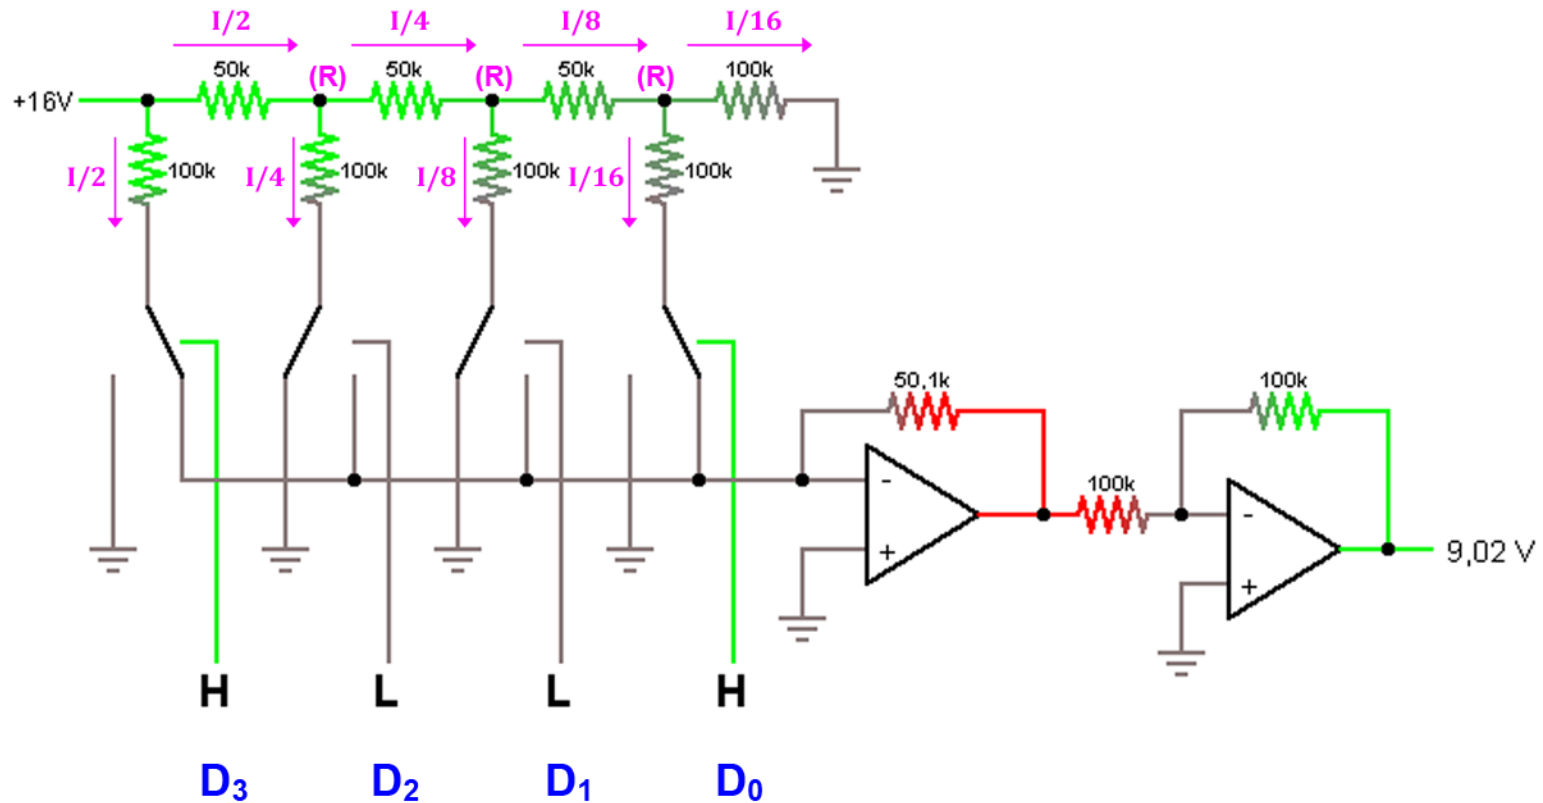 I/2 I/4 I/8 I/16
50k (R) 50k (R) 50k (R) 100k
+16V
I/2 100k I/4 100k I/8 100k I/16 100k
50,1k 100k
- 100k -
+ 9,02 V
+
H L L H
D₃ D₂ D₁ D₀